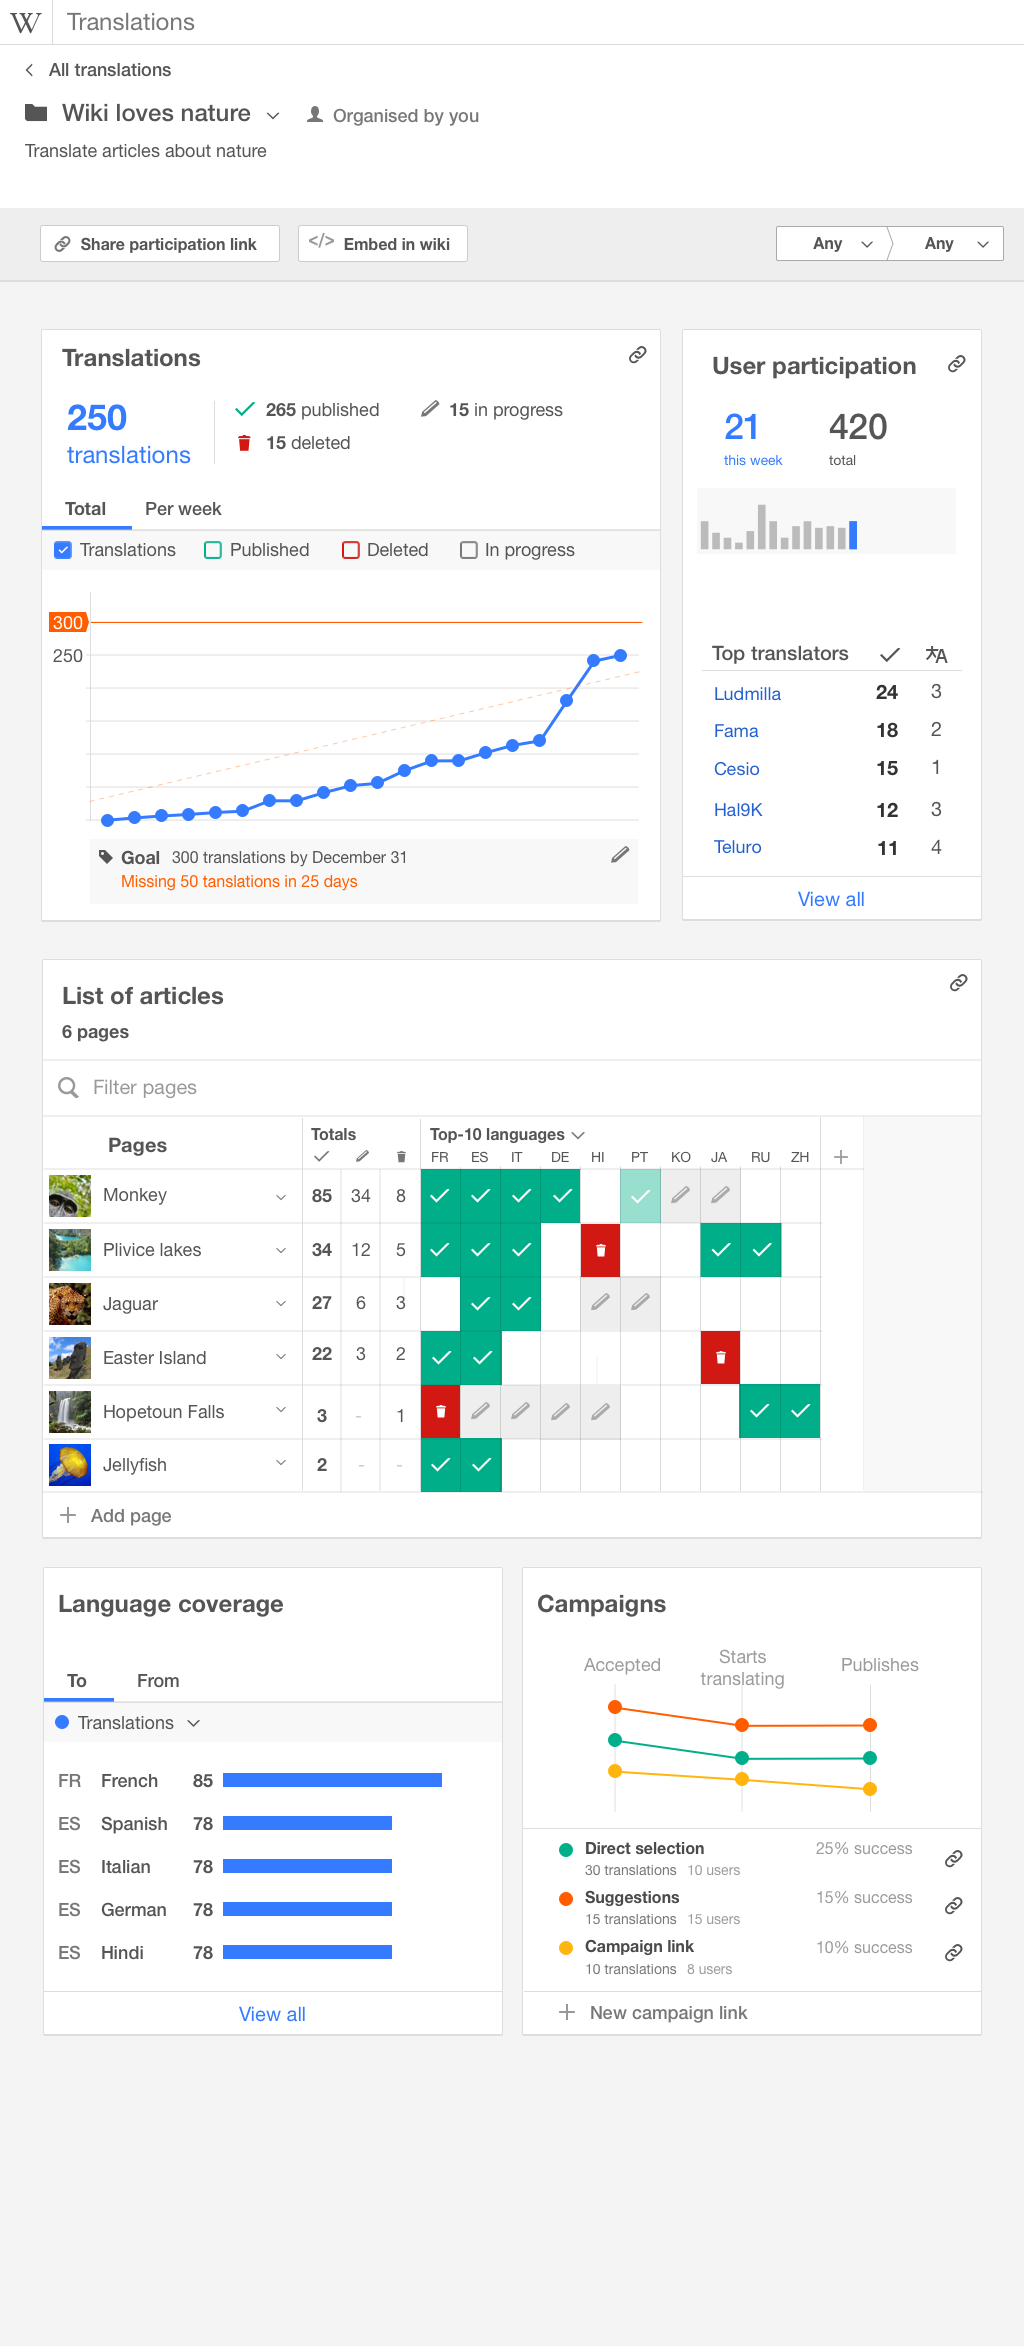 W Translations
All translations
Wiki loves nature Organised by you
Translate articles about nature
Share participation link </> Embed in wiki Any Any
Translations
250
translations
265 published 15 in progress
15 deleted
Total Per week
Translations Published Deleted In progress
300
250
Goal 300 translations by December 31
Missing 50 tanslations in 25 days
User participation
21 420
this week total
Top translators
Ludmilla 24 3
Fama 18 2
Cesio 15 1
Hal9K 12 3
Teluro 11 4
View all
List of articles
6 pages
Filter pages
Pages Totals Top-10 languages
FR ES IT DE HI PT KO JA RU ZH
Monkey 85 34 8
Plivice lakes 34 12 5
Jaguar 27 6 3
Easter Island 22 3 2
Hopetoun Falls 3 - 1
Jellyfish 2 - -
Add page
Language coverage
To From
Translations
FR French 85
ES Spanish 78
ES Italian 78
ES German 78
ES Hindi 78
View all
Campaigns
Accepted Starts translating Publishes
Direct selection 25% success
30 translations 10 users
Suggestions 15% success
15 translations 15 users
Campaign link 10% success
10 translations 8 users
New campaign link